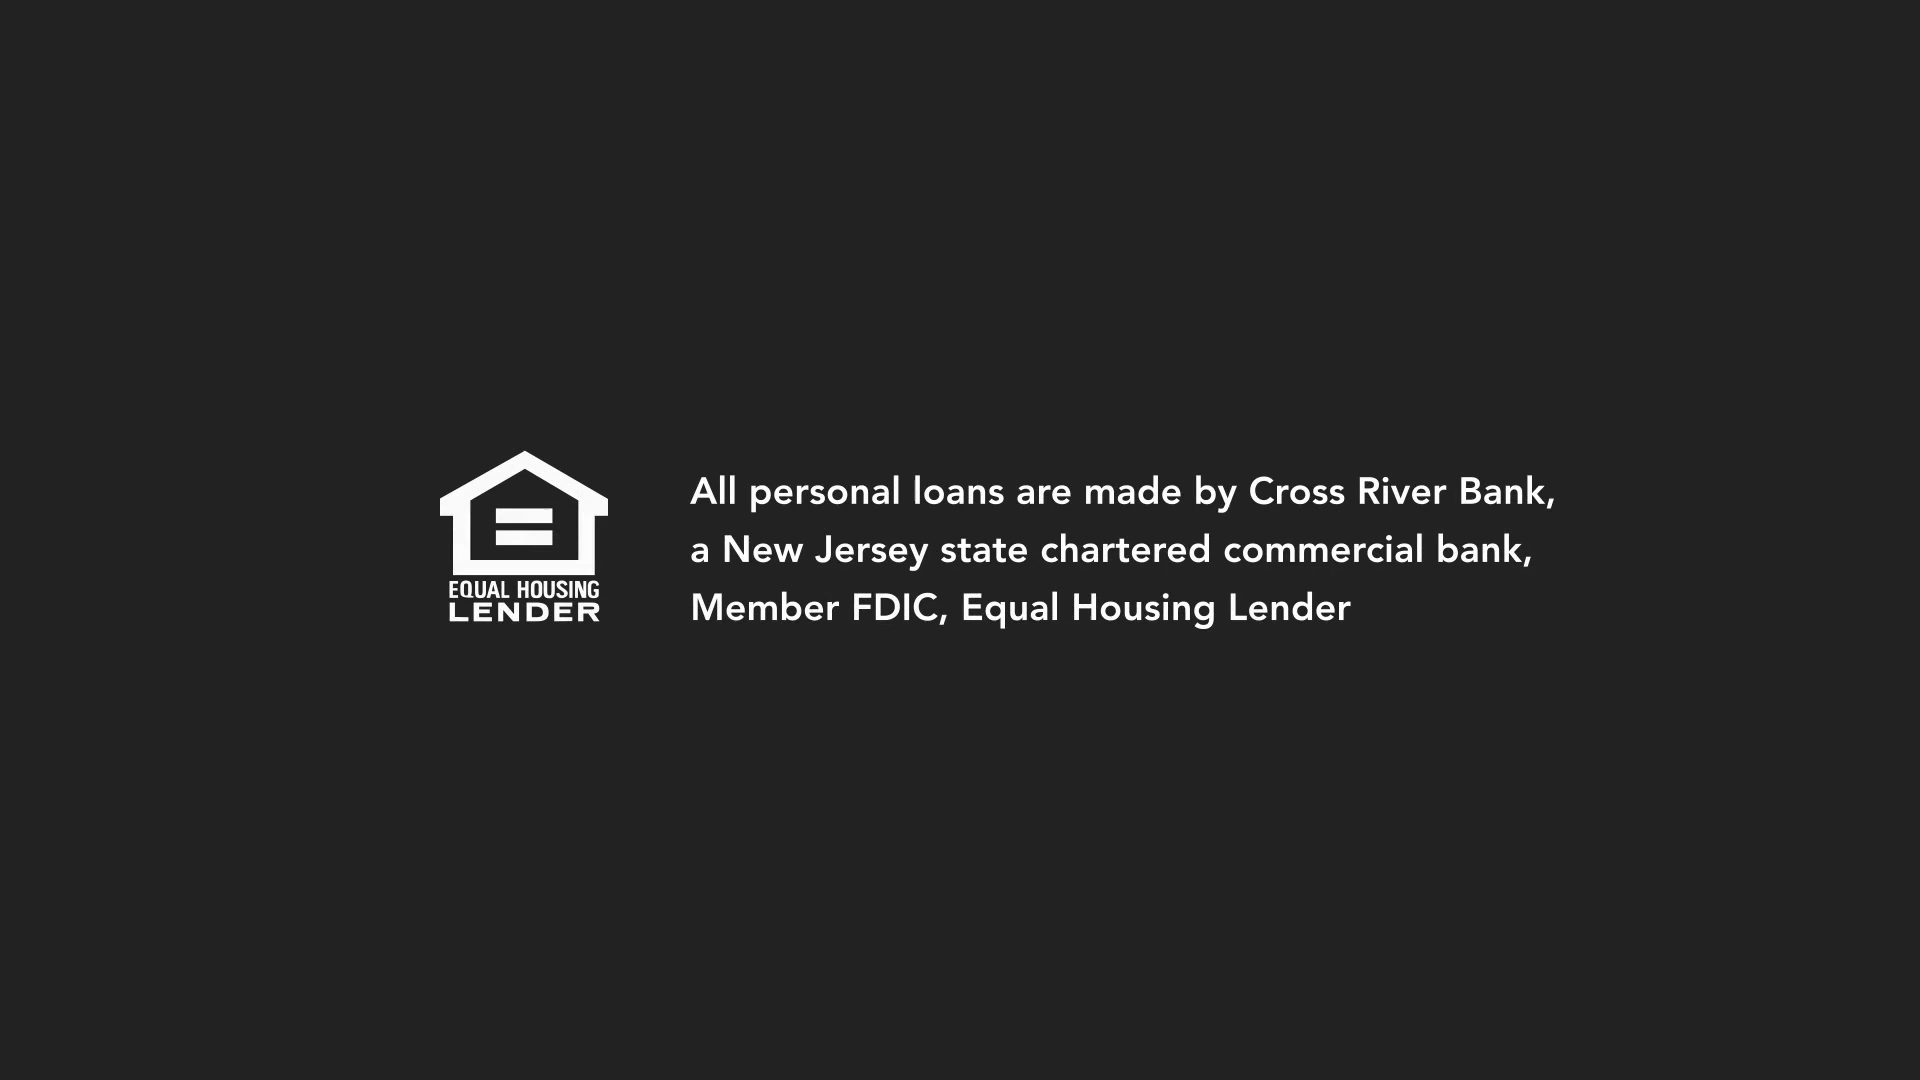 EQUAL HOUSING
LENDER
All personal loans are made by Cross River Bank,
a New Jersey state chartered commercial bank,
Member FDIC, Equal Housing Lender